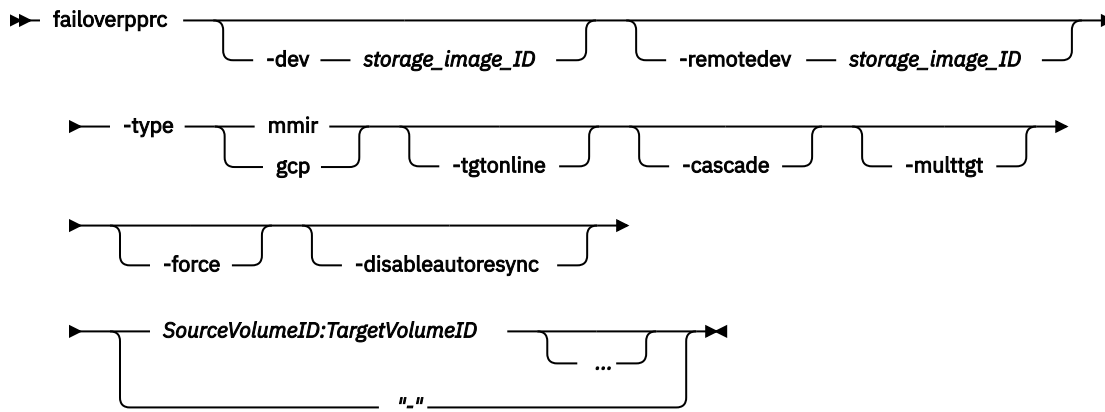 failoverpprc
-dev storage_image_ID -remotedev storage_image_ID
-type mmir
gcp -tgtonline -cascade -multtgt
-force -disableautoresync
SourceVolumeID:TargetVolumeID
...
"-"